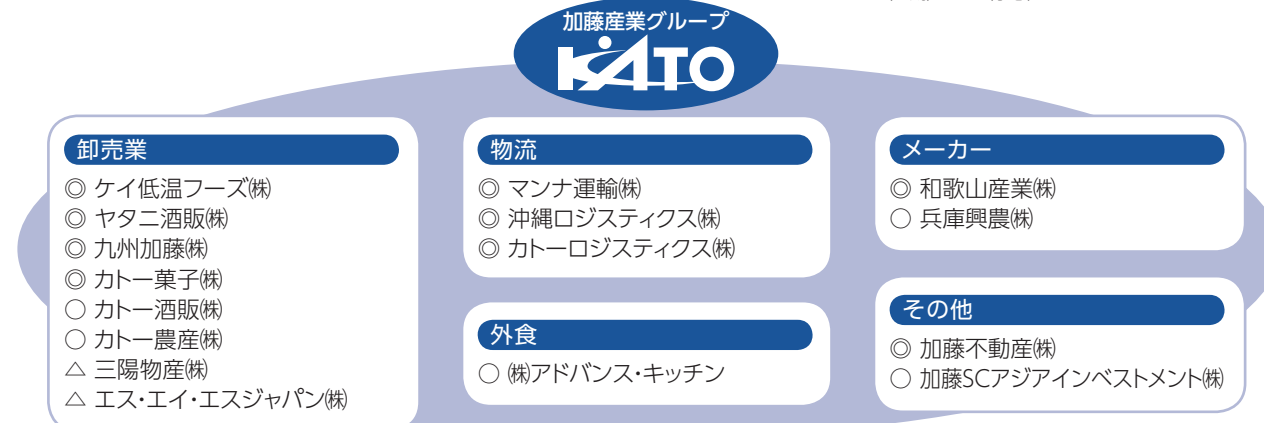 加藤産業グループ
KATO
卸売業
◎ ケイ低温フーズ㈱
◎ ヤタニ酒販㈱
◎ 九州加藤㈱
◎ カトー菓子㈱
○ カトー酒販㈱
○ カトー農産㈱
△ 三陽物産㈱
△ エス・エイ・エスジャパン㈱
物流
◎ マンナ運輸㈱
◎ 沖縄ロジスティクス㈱
◎ カトーロジスティクス㈱
外食
○ ㈱アドバンス・キッチン
メーカー
◎ 和歌山産業㈱
○ 兵庫興農㈱
その他
◎ 加藤不動産㈱
○ 加藤SCアジアインベストメント㈱